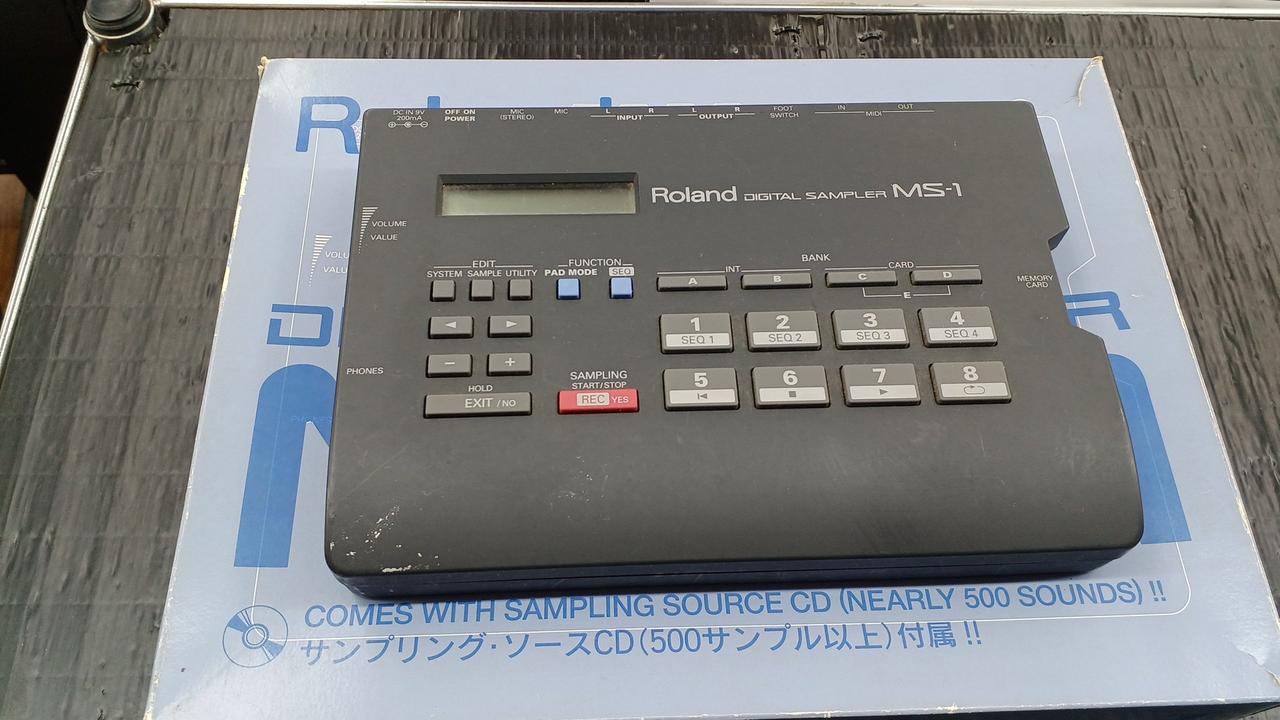 DC IN 9V
200mA
OFF ON
POWER
MIC
(STEREO)
MIC
L R
INPUT
L R
OUTPUT
FOOT
SWITCH
IN OUT
MIDI
Roland DIGITAL SAMPLER MS-1
VOLUME
VALUE
EDIT
SYSTEM SAMPLE UTILITY
FUNCTION
PAD MODE SEQ
BANK
INT CARD
A B C D
E
MEMORY
CARD
1 2 3 4
SEQ 1 SEQ 2 SEQ 3 SEQ 4
− +
PHONES
HOLD
EXIT / NO
SAMPLING
START/STOP
REC YES
5 6 7 8
COMES WITH SAMPLING SOURCE CD (NEARLY 500 SOUNDS) !!
サンプリング・ソースCD(500サンプル以上)付属 !!